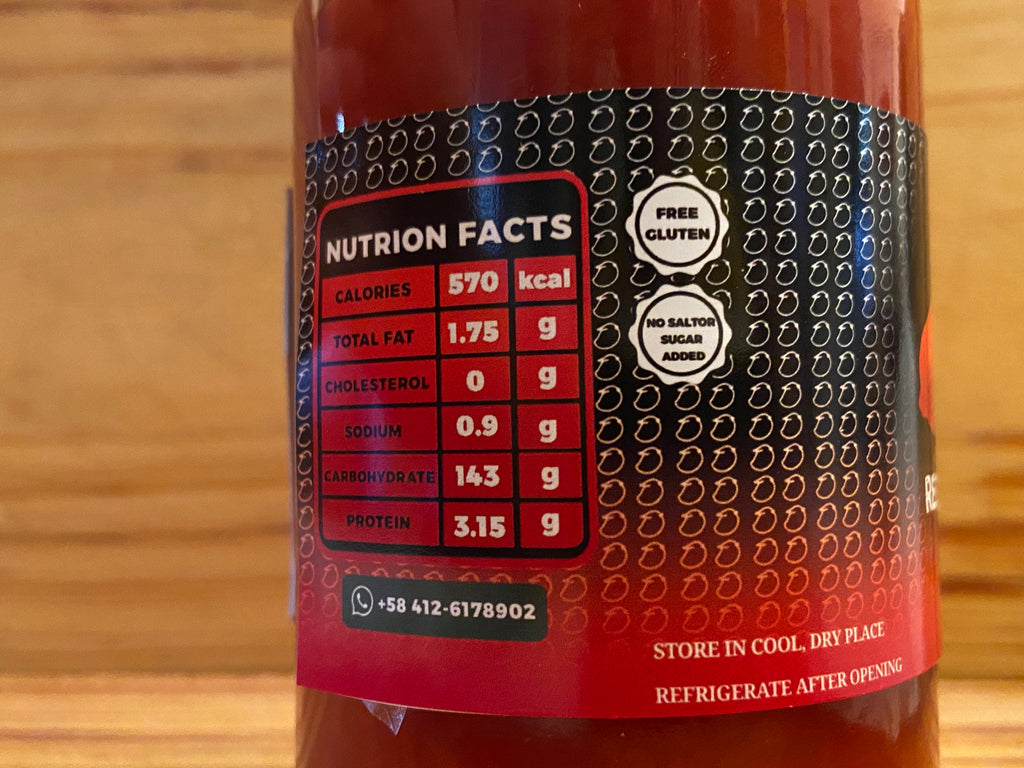 NUTRION FACTS
CALORIES 570 kcal
TOTAL FAT 1.75 g
CHOLESTEROL 0 g
SODIUM 0.9 g
CARBOHYDRATE 143 g
PROTEIN 3.15 g
+58 412-6178902
FREE
GLUTEN
NO SALTOR
SUGAR
ADDED
STORE IN COOL, DRY PLACE
REFRIGERATE AFTER OPENING